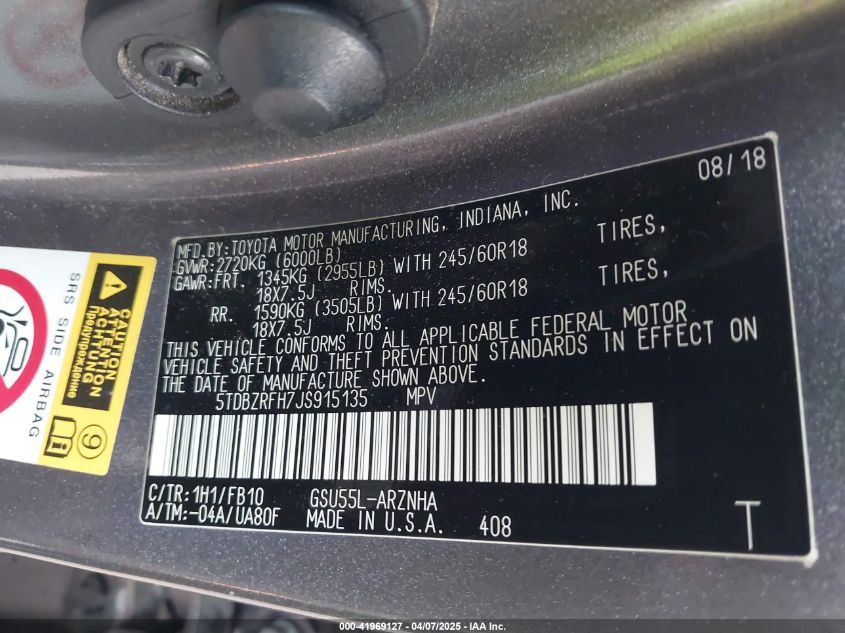 08/18
MFD.BY:TOYOTA MOTOR MANUFACTURING, INDIANA, INC.
GVWR:2720KG (6000LB)
GAWR:FRT. 1345KG (2955LB) WITH 245/60R18 TIRES,
18X7.5J RIMS.
RR. 1590KG (3505LB) WITH 245/60R18 TIRES,
18X7.5J RIMS.
THIS VEHICLE CONFORMS TO ALL APPLICABLE FEDERAL MOTOR
VEHICLE SAFETY AND THEFT PREVENTION STANDARDS IN EFFECT ON
THE DATE OF MANUFACTURE SHOWN ABOVE.
5TDBZRFH7JS915135 MPV
C/TR:1H1/FB10 GSU55L-ARZNHA
A/TM:-04A/UA80F MADE IN U.S.A. 408 T
SRS SIDE AIRBAG
CAUTION
ATTENTION
ACHTUNG
Предупреждение
9
i
000-41969127 - 04/07/2025 - IAA Inc.